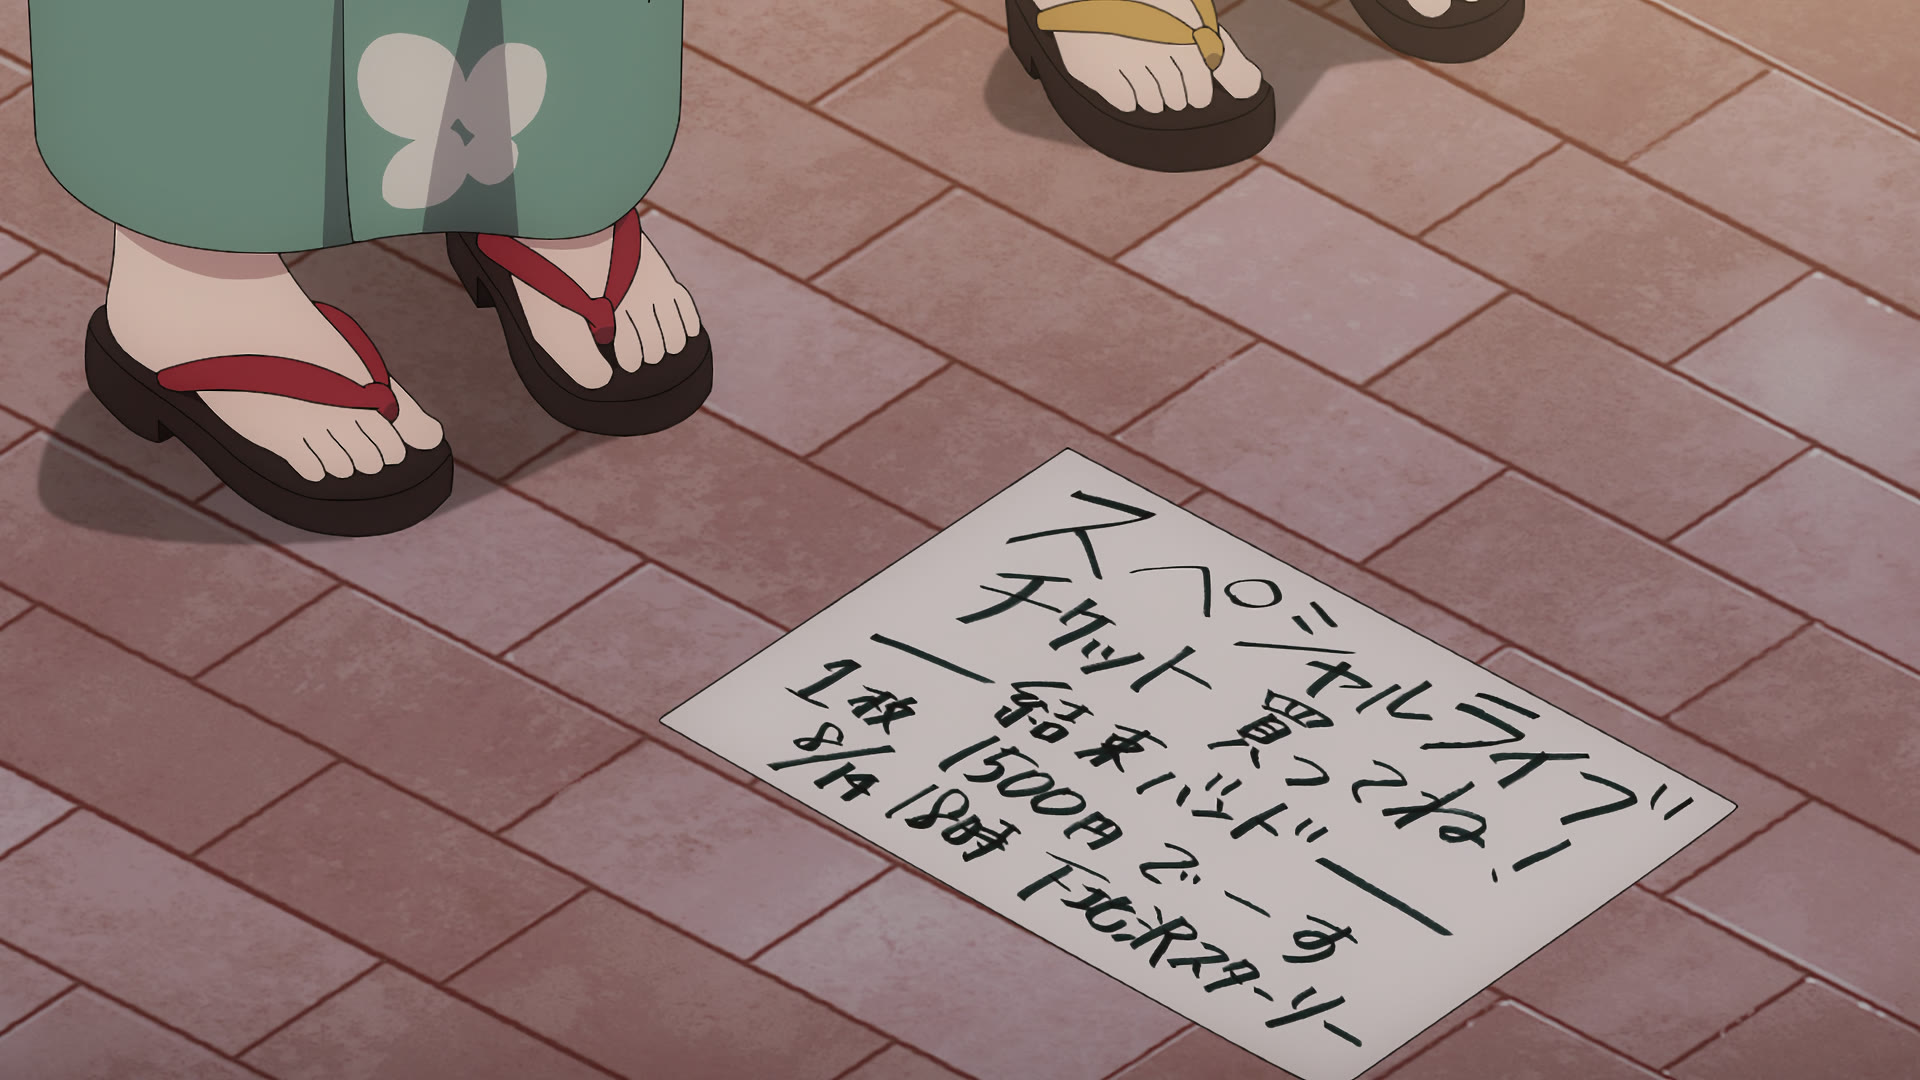 スペシャルライブ
チケット 買ってね、!
― 結束バンド ―
1枚 1500円 でーす
8/14 18時 下北沢スターリー